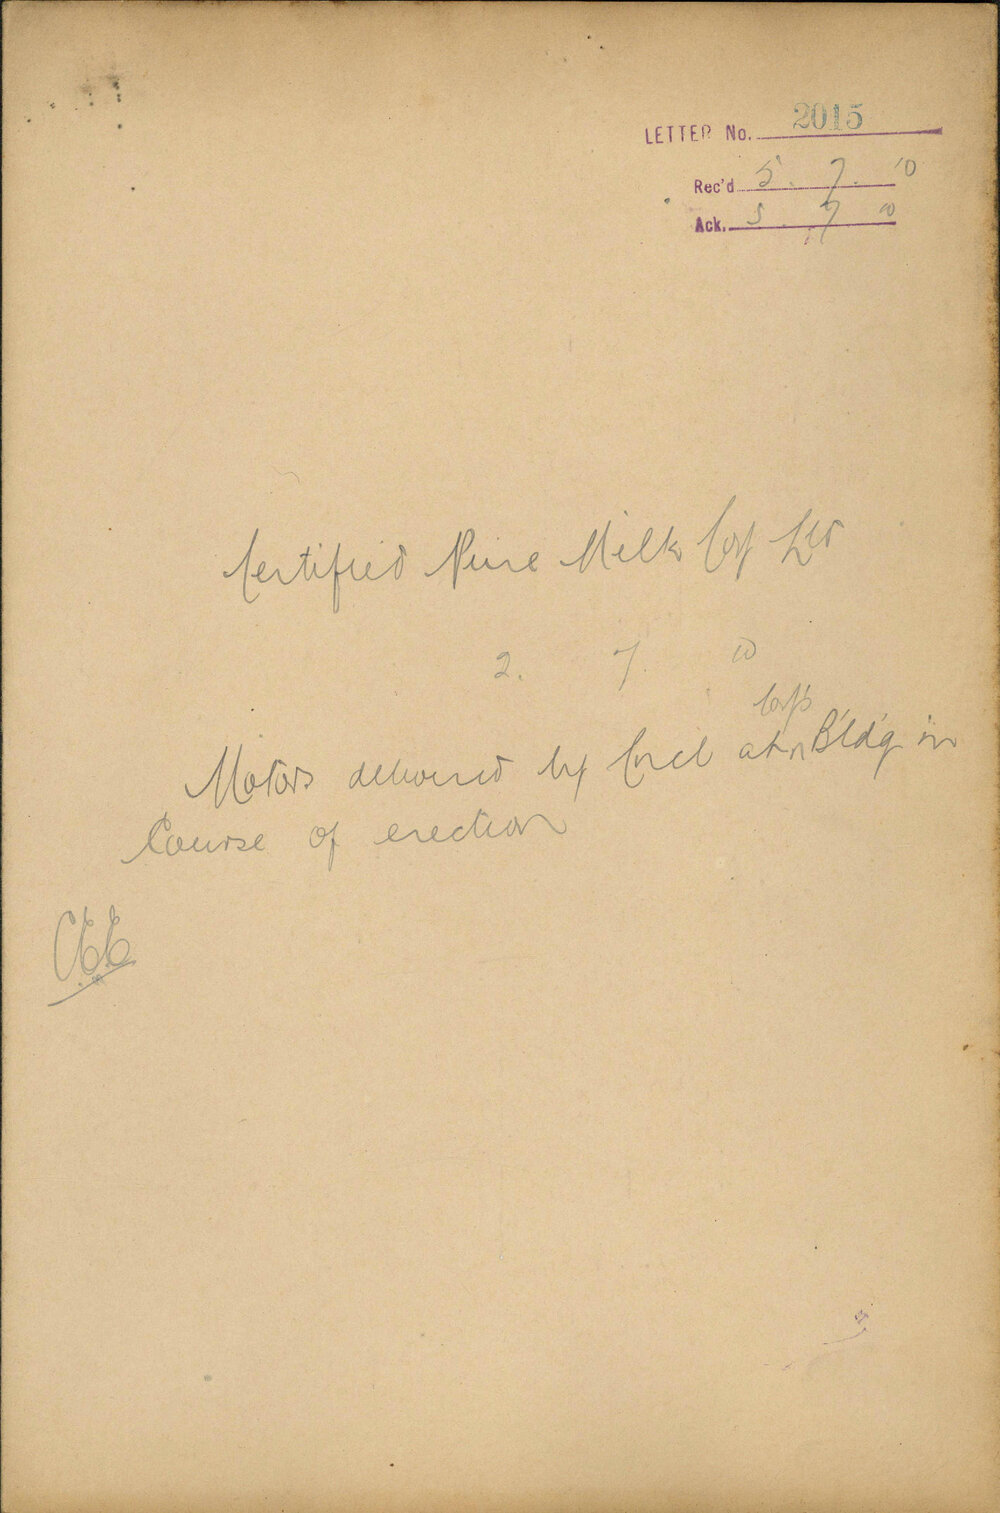 LETTER No. 2015
Rec'd 5. 7. '10
Ack. 5. 7 10
Certified Pure Milk Coy Ltd
2. 7. 10
Coy's
Motors delivered by Cncl at Bldg in
Course of erection